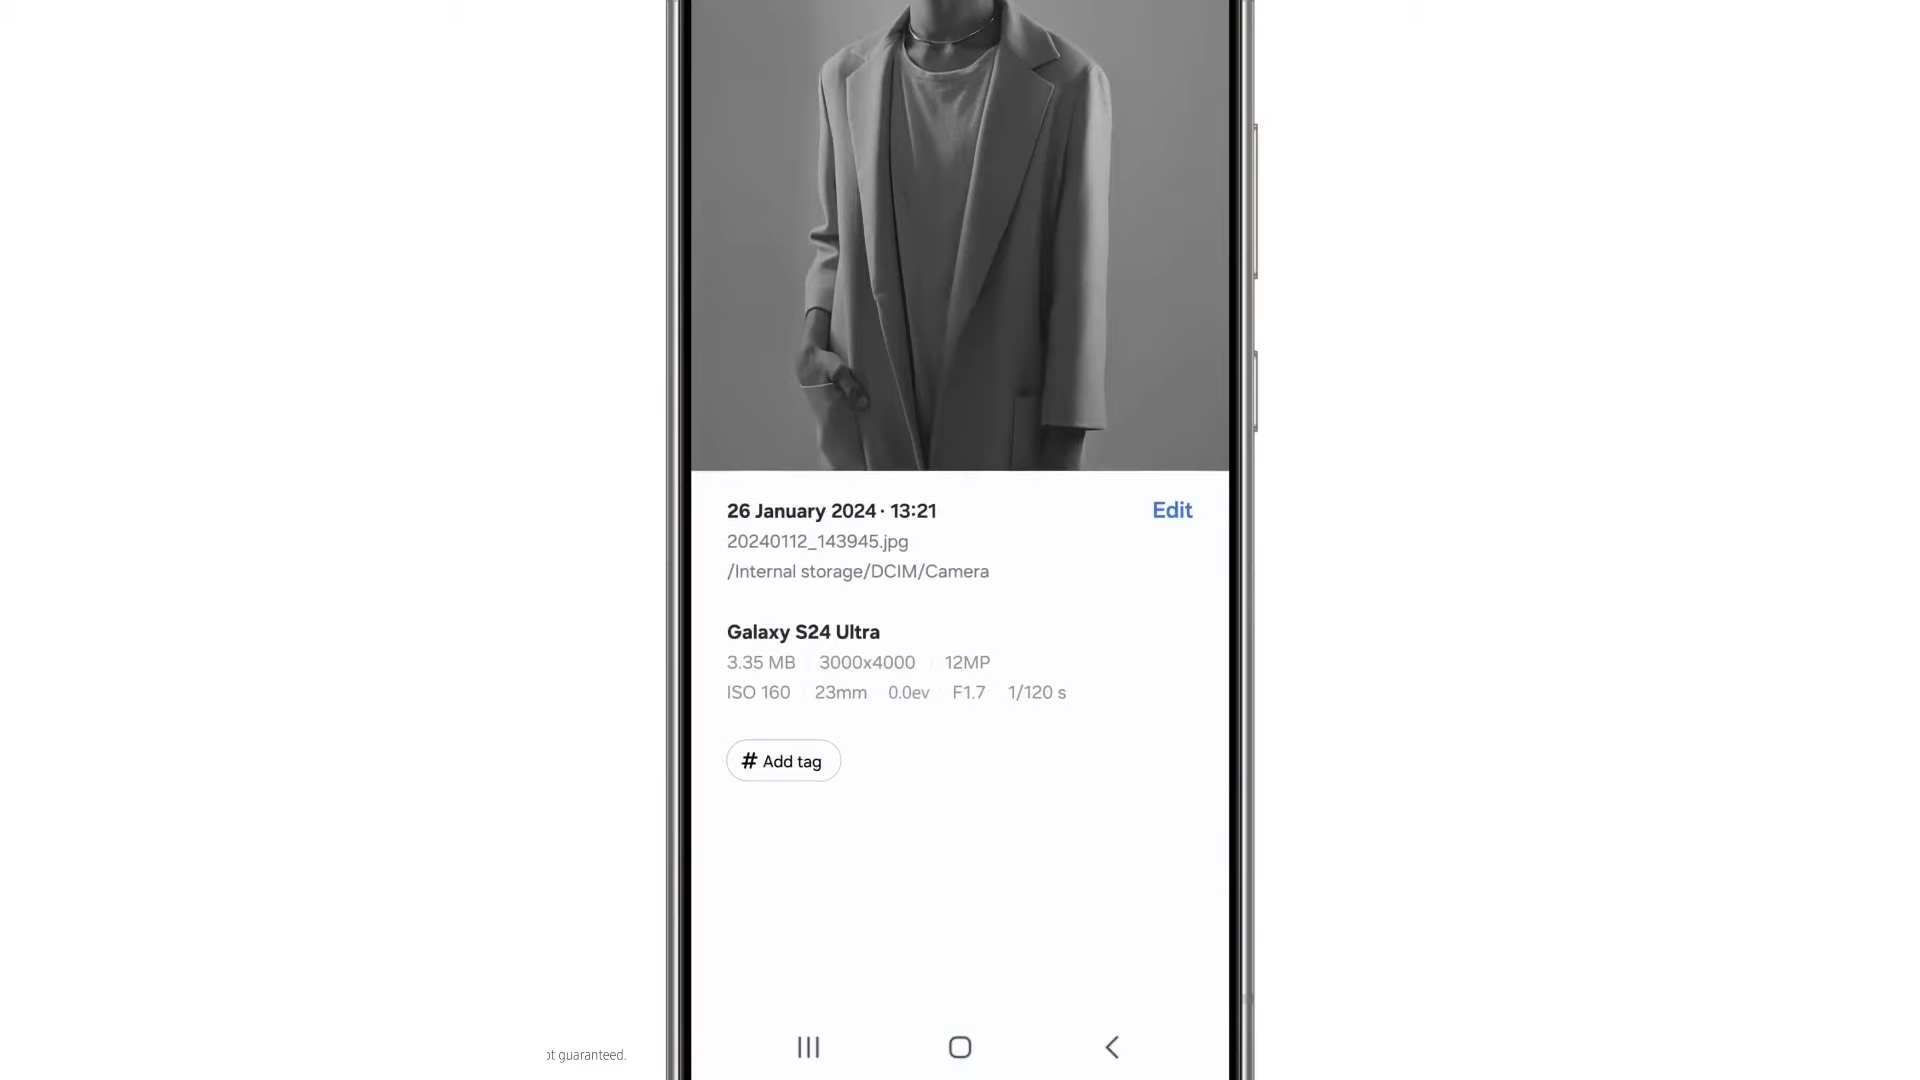 26 January 2024 · 13:21
Edit
20240112_143945.jpg
/Internal storage/DCIM/Camera
Galaxy S24 Ultra
3.35 MB 3000x4000 12MP
ISO 160 23mm 0.0ev F1.7 1/120 s
# Add tag
guaranteed.